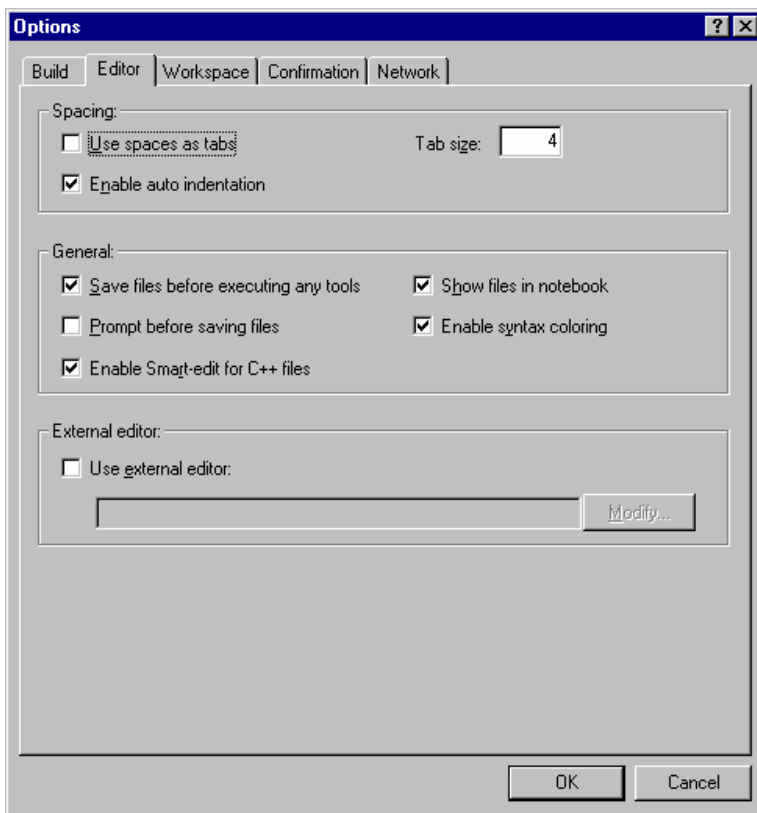 Options
Build Editor Workspace Confirmation Network
Spacing:
Use spaces as tabs Tab size: 4
Enable auto indentation
General:
Save files before executing any tools Show files in notebook
Prompt before saving files Enable syntax coloring
Enable Smart-edit for C++ files
External editor:
Use external editor:
Modify...
OK Cancel